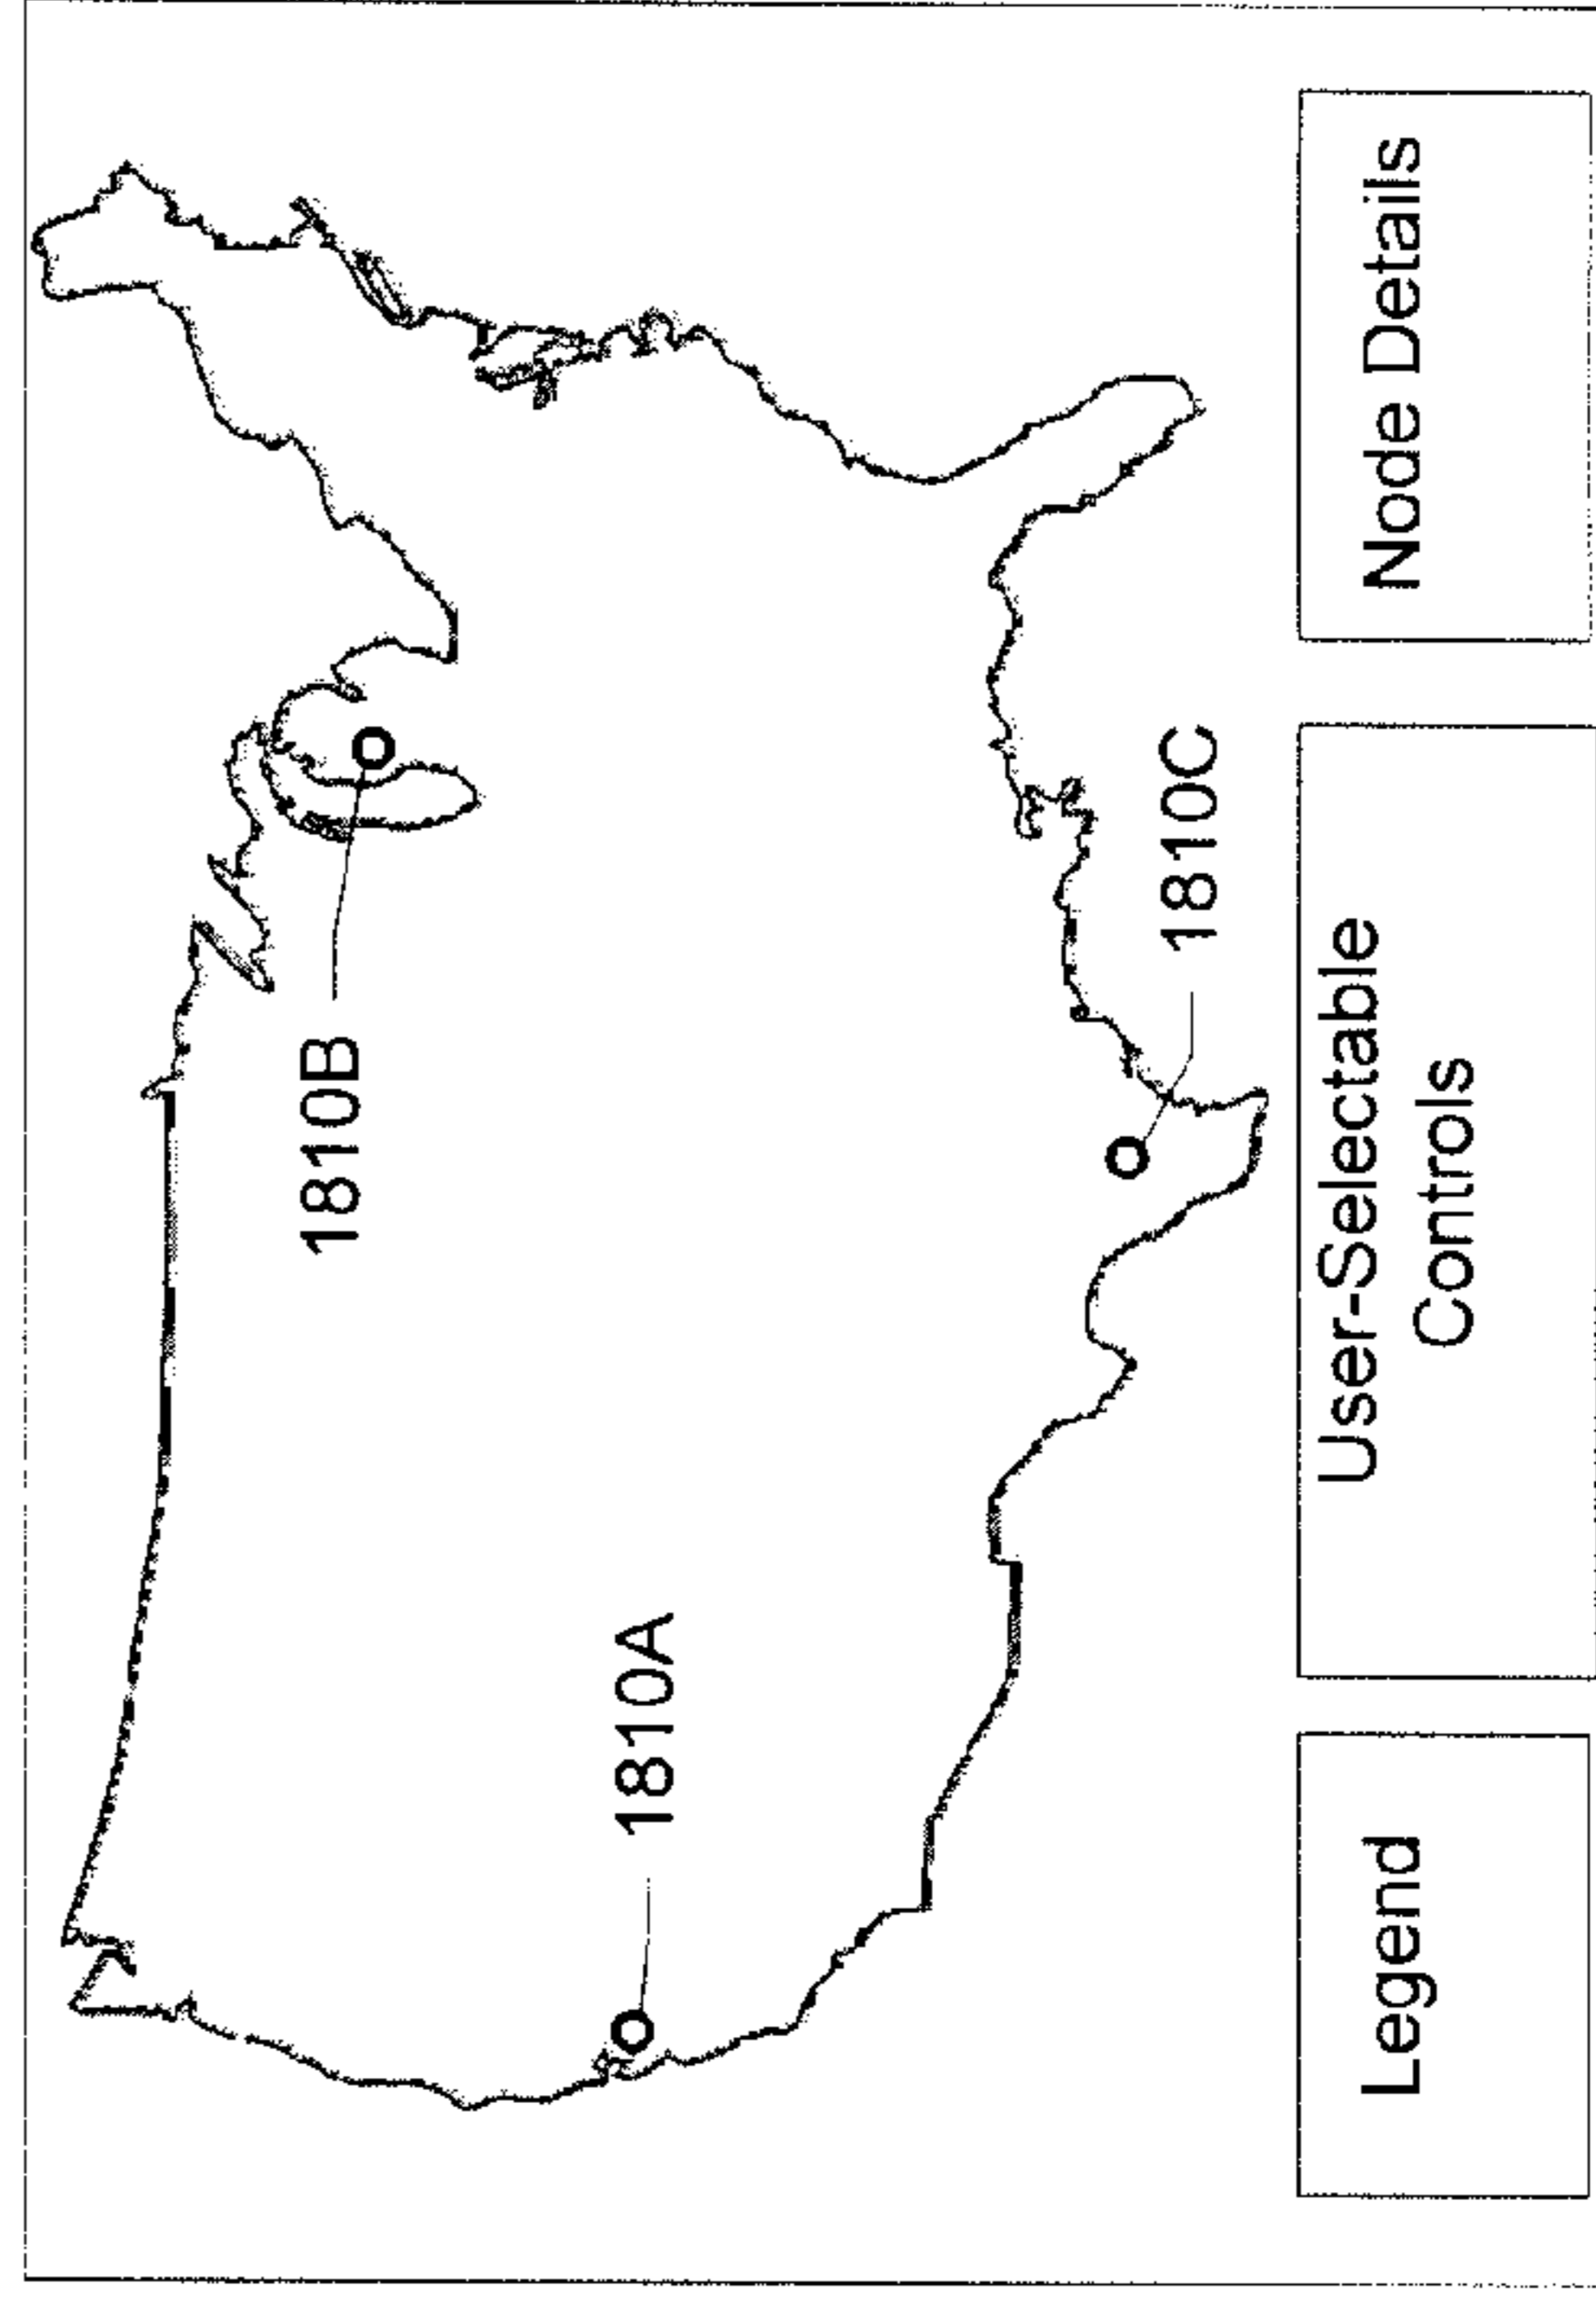 1810B
1810A
1810C
Legend
User-Selectable
Controls
Node Details